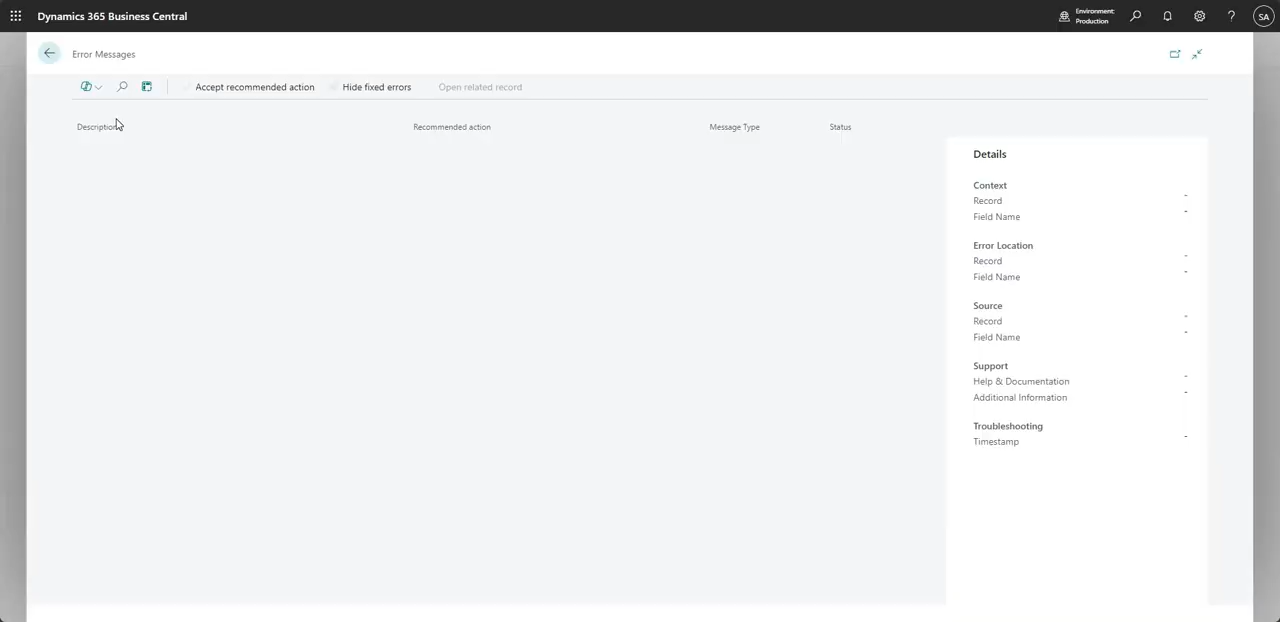 Dynamics 365 Business Central
Environment:
Production
SA
Error Messages
Accept recommended action
Hide fixed errors
Open related record
Description
Recommended action
Message Type
Status
Details
Context
Record -
Field Name -
Error Location
Record -
Field Name -
Source
Record -
Field Name -
Support
Help & Documentation -
Additional Information -
Troubleshooting
Timestamp -